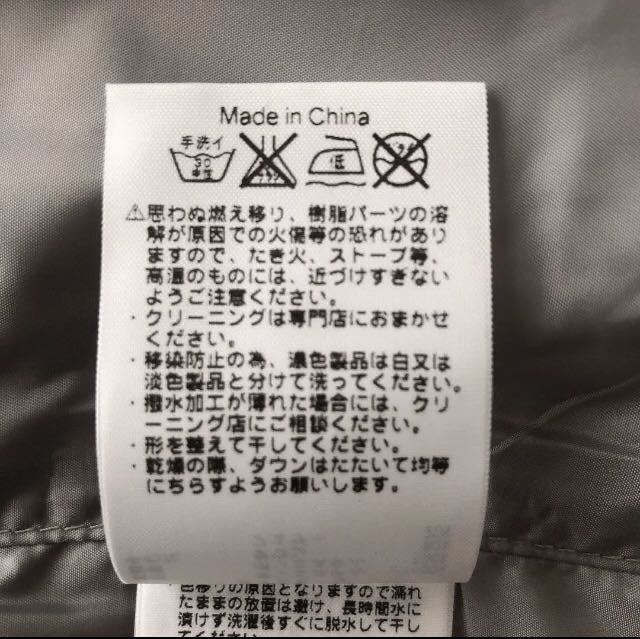 Made in China
手洗イ
30
中性
低
⚠思わぬ燃え移り、樹脂パーツの溶
解が原因での火傷等の恐れがあり
ますので、たき火、ストーブ等、
高温のものには、近づけすぎない
ようご注意ください。
・クリーニングは専門店におまかせ
ください。
・移染防止の為、濃色製品は白又は
淡色製品と分けて洗ってください。
・撥水加工が薄れた場合には、クリ
ーニング店にご相談ください。
・形を整えて干してください。
・乾燥の際、ダウンはたたいて均等
にちらすようお願いします。
色移りの原因となりますので濡れ
たままの放置は避け、長時間水に
漬けず洗濯後すぐに脱水して干し
てください